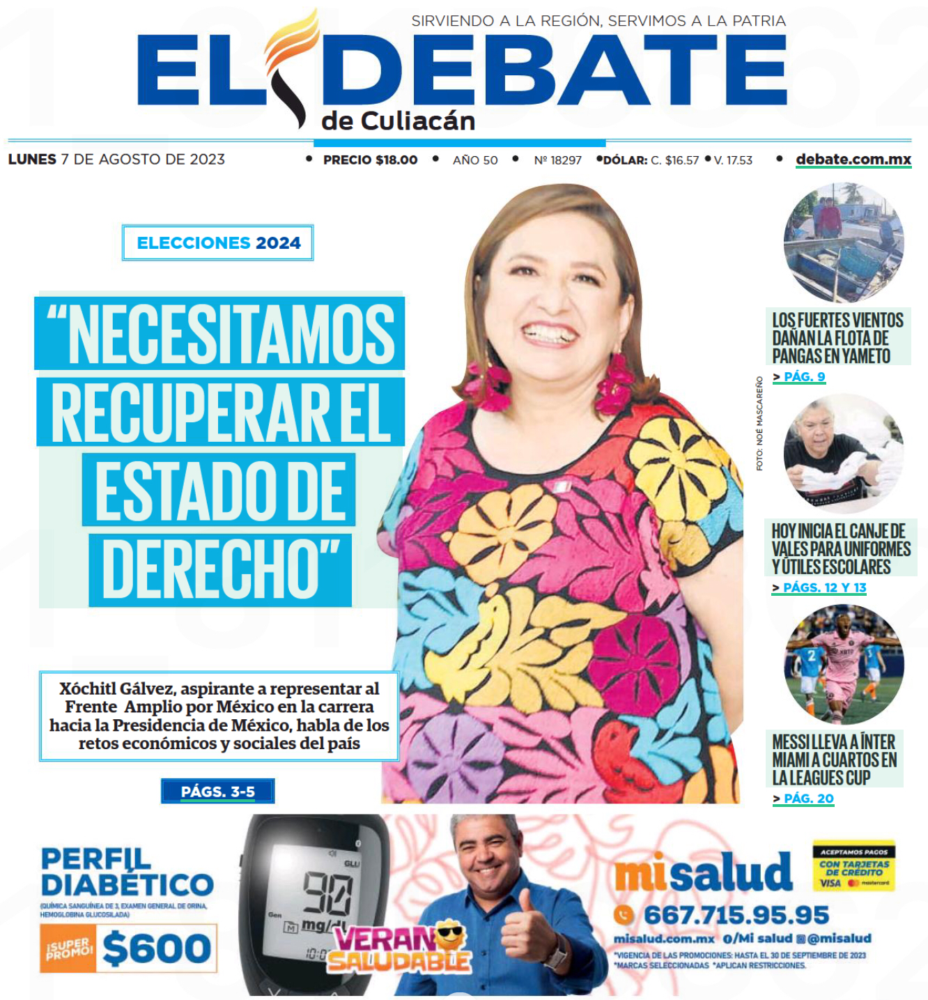 SIRVIENDO A LA REGIÓN, SERVIMOS A LA PATRIA
EL DEBATE
de Culiacán
LUNES 7 DE AGOSTO DE 2023 • PRECIO $18.00 • AÑO 50 • Nº 18297 •DÓLAR: C. $16.57 • V. 17.53 • debate.com.mx
ELECCIONES 2024
“NECESITAMOS
RECUPERAR EL
ESTADO DE
DERECHO”
Xóchitl Gálvez, aspirante a representar al
Frente Amplio por México en la carrera
hacia la Presidencia de México, habla de los
retos económicos y sociales del país
PÁGS. 3-5
FOTO: NOÉ MASCAREÑO
LOS FUERTES VIENTOS
DAÑAN LA FLOTA DE
PANGAS EN YAMETO
> PÁG. 9
HOY INICIA EL CANJE DE
VALES PARA UNIFORMES
Y ÚTILES ESCOLARES
> PÁGS. 12 Y 13
2
3
MESSI LLEVA A ÍNTER
MIAMI A CUARTOS EN
LA LEAGUES CUP
> PÁG. 20
PERFIL
DIABÉTICO
(QUÍMICA SANGUÍNEA DE 3, EXAMEN GENERAL DE ORINA,
HEMOGLOBINA GLUCOSILADA)
¡SUPER
PROMO!
$600
GLU
90
Gen
M mg/dL
VERANO
SALUDABLE
misalud
ACEPTAMOS PAGOS
CON TARJETAS
DE CRÉDITO
VISA mastercard
667.715.95.95
misalud.com.mx /Mi salud @misalud
*VIGENCIA DE LAS PROMOCIONES: HASTA EL 30 DE SEPTIEMBRE DE 2023
*MARCAS SELECCIONADAS *APLICAN RESTRICCIONES.